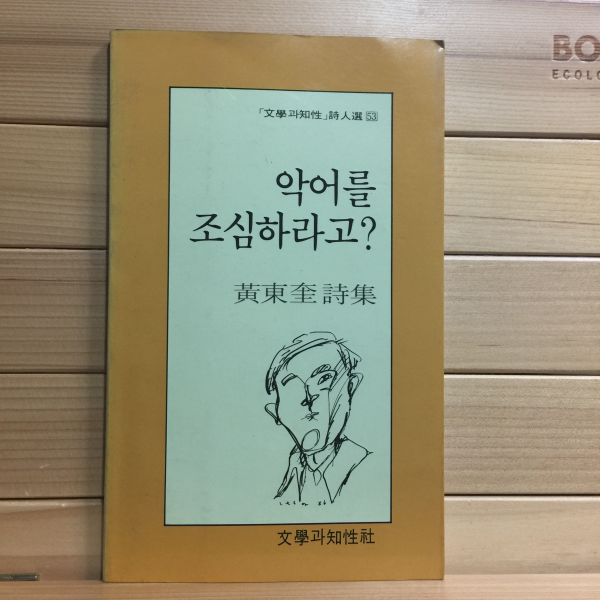 「文學과知性」詩人選 53
악어를
조심하라고?
黃東奎 詩集
文學과知性社
BO
ECOLO